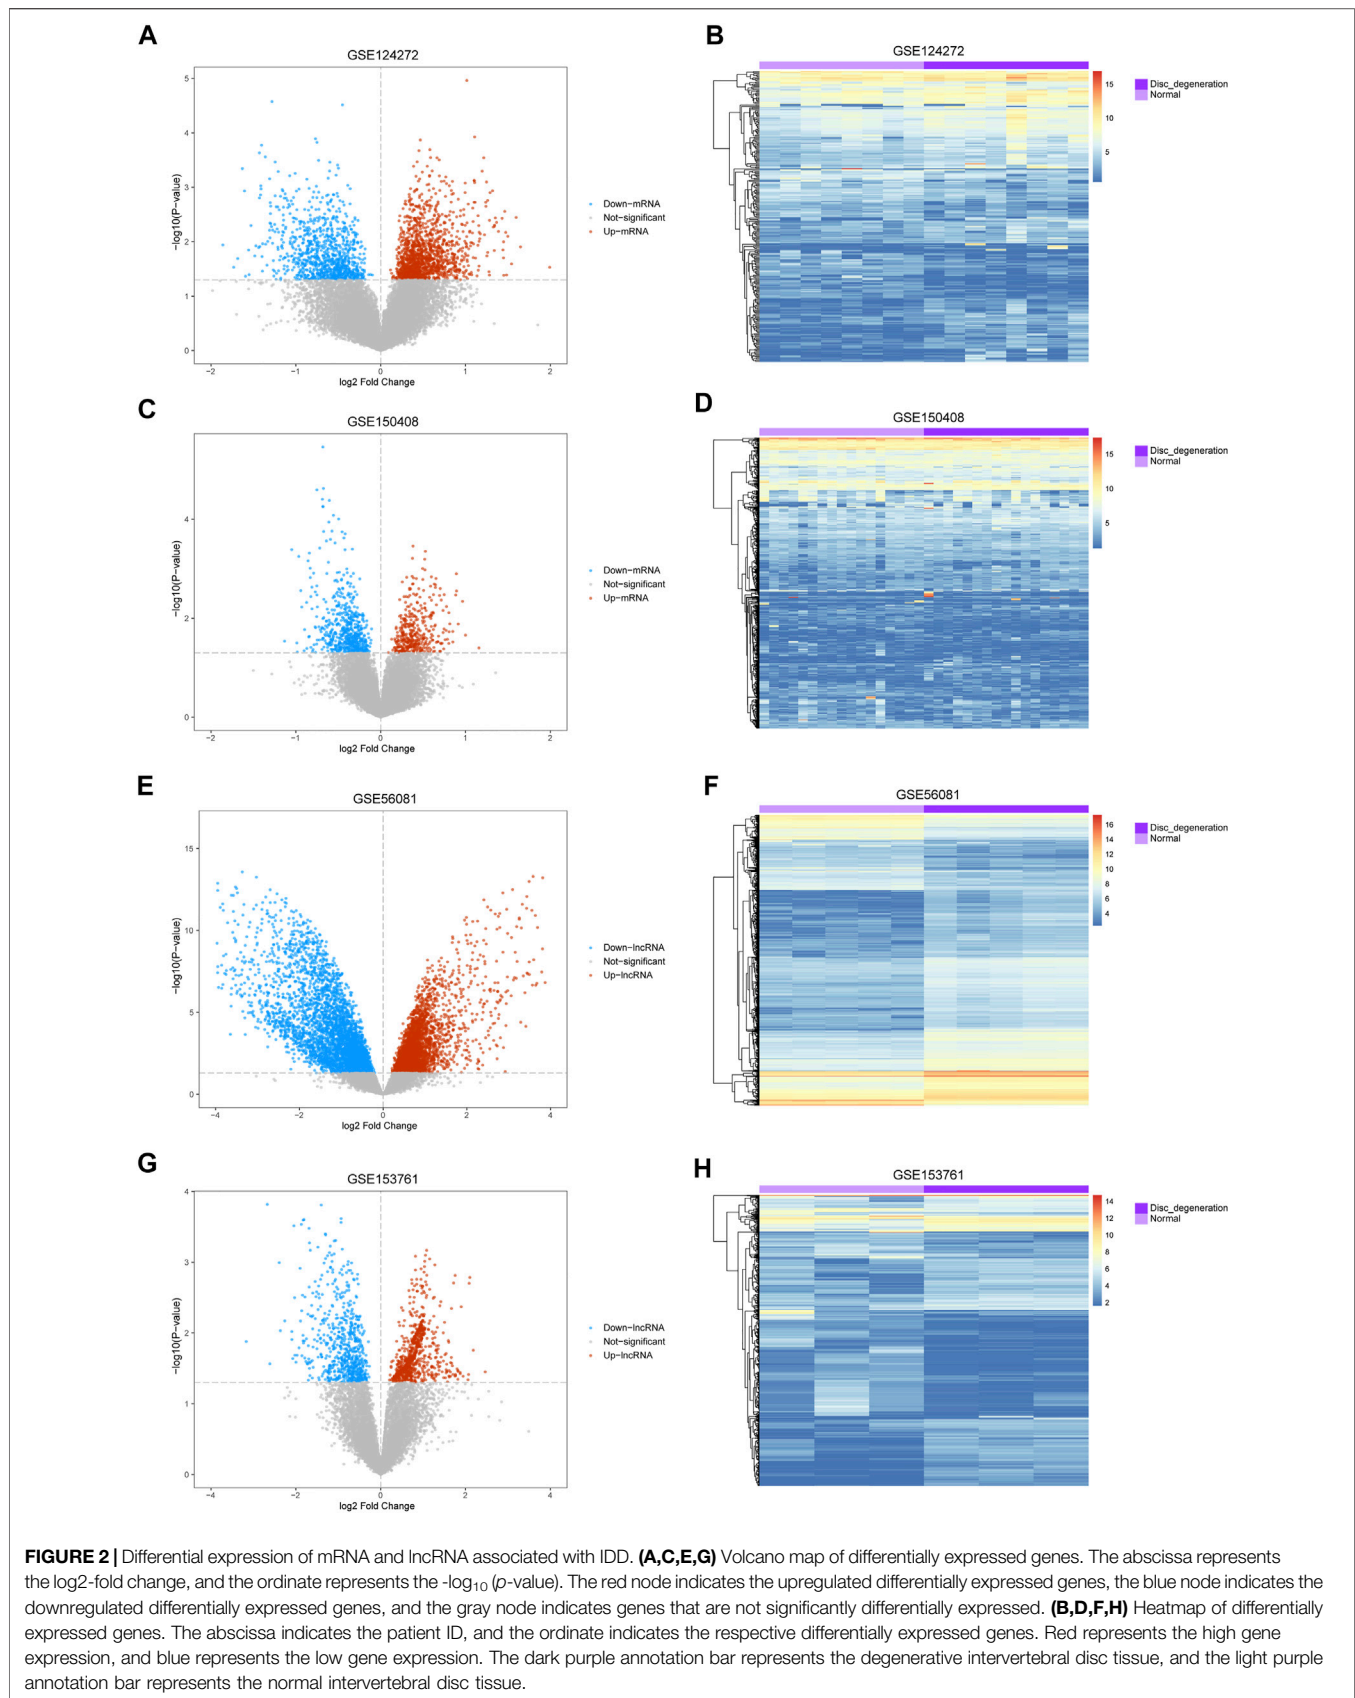 A
GSE124272
5
4
3
2
1
0
−log10(P−value)
−2
−1
0
1
2
log2 Fold Change
Down−mRNA
Not−significant
Up−mRNA
B
GSE124272
15
10
5
Disc_degeneration
Normal
C
GSE150408
4
2
0
−log10(P−value)
−2
−1
0
1
2
log2 Fold Change
Down−mRNA
Not−significant
Up−mRNA
D
GSE150408
15
10
5
Disc_degeneration
Normal
E
GSE56081
15
10
5
0
−log10(P−value)
−4
−2
0
2
4
log2 Fold Change
Down−lncRNA
Not−significant
Up−lncRNA
F
GSE56081
16
14
12
10
8
6
4
Disc_degeneration
Normal
G
GSE153761
4
3
2
1
0
−log10(P−value)
−4
−2
0
2
4
log2 Fold Change
Down−lncRNA
Not−significant
Up−lncRNA
H
GSE153761
14
12
10
8
6
4
2
Disc_degeneration
Normal
FIGURE 2 | Differential expression of mRNA and lncRNA associated with IDD. (A,C,E,G) Volcano map of differentially expressed genes. The abscissa represents
the log2-fold change, and the ordinate represents the -log10 (p-value). The red node indicates the upregulated differentially expressed genes, the blue node indicates the
downregulated differentially expressed genes, and the gray node indicates genes that are not significantly differentially expressed. (B,D,F,H) Heatmap of differentially
expressed genes. The abscissa indicates the patient ID, and the ordinate indicates the respective differentially expressed genes. Red represents the high gene
expression, and blue represents the low gene expression. The dark purple annotation bar represents the degenerative intervertebral disc tissue, and the light purple
annotation bar represents the normal intervertebral disc tissue.